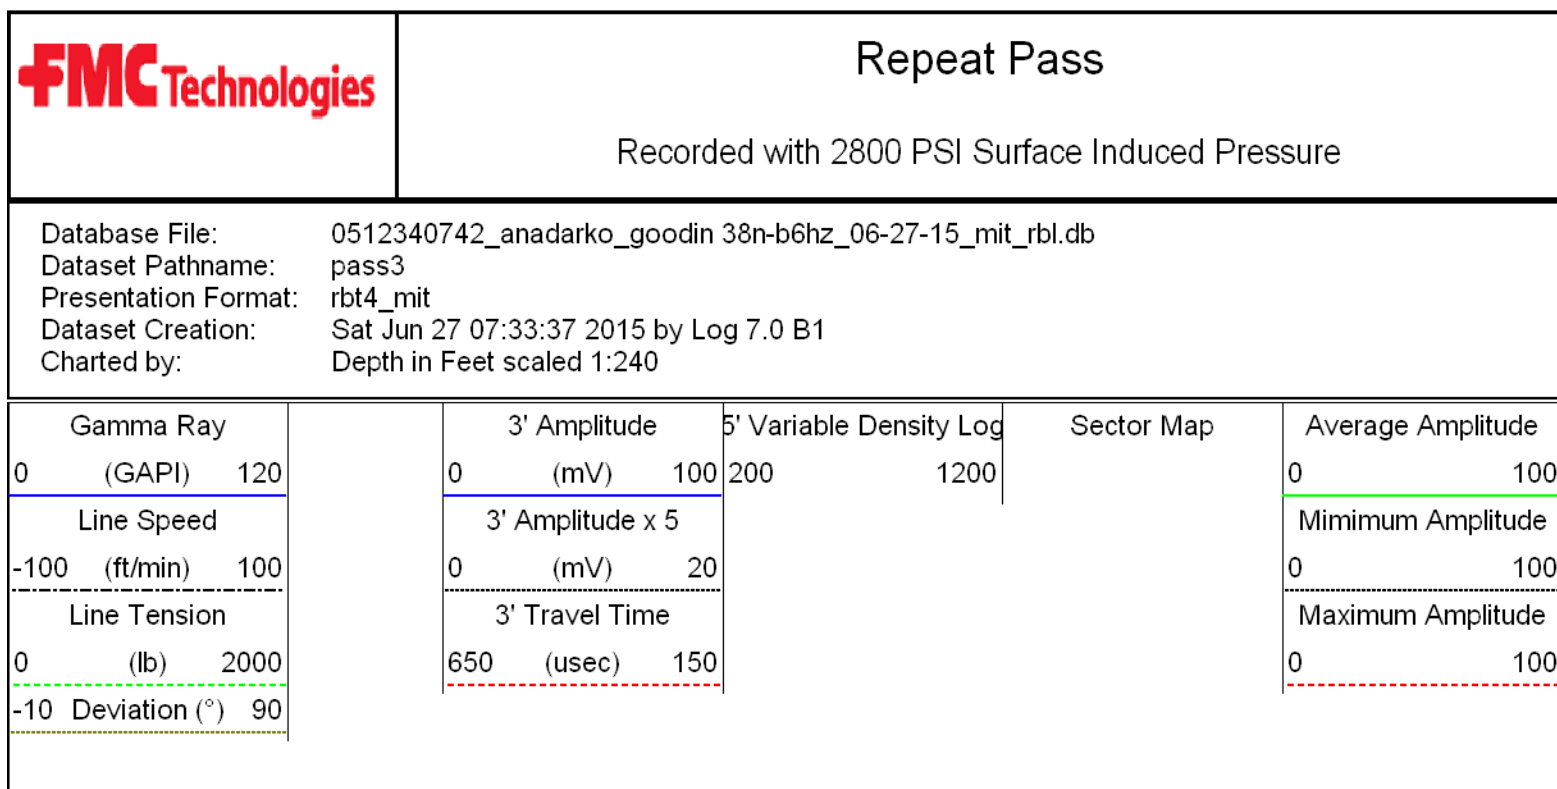 FMC Technologies
Repeat Pass
Recorded with 2800 PSI Surface Induced Pressure
Database File: 0512340742_anadarko_goodin 38n-b6hz_06-27-15_mit_rbl.db
Dataset Pathname: pass3
Presentation Format: rbt4_mit
Dataset Creation: Sat Jun 27 07:33:37 2015 by Log 7.0 B1
Charted by: Depth in Feet scaled 1:240
Gamma Ray 3' Amplitude 5' Variable Density Log Sector Map Average Amplitude
0 (GAPI) 120 0 (mV) 100 200 1200 0 100
Line Speed 3' Amplitude x 5 Mimimum Amplitude
-100 (ft/min) 100 0 (mV) 20 0 100
Line Tension 3' Travel Time Maximum Amplitude
0 (lb) 2000 650 (usec) 150 0 100
-10 Deviation (°) 90